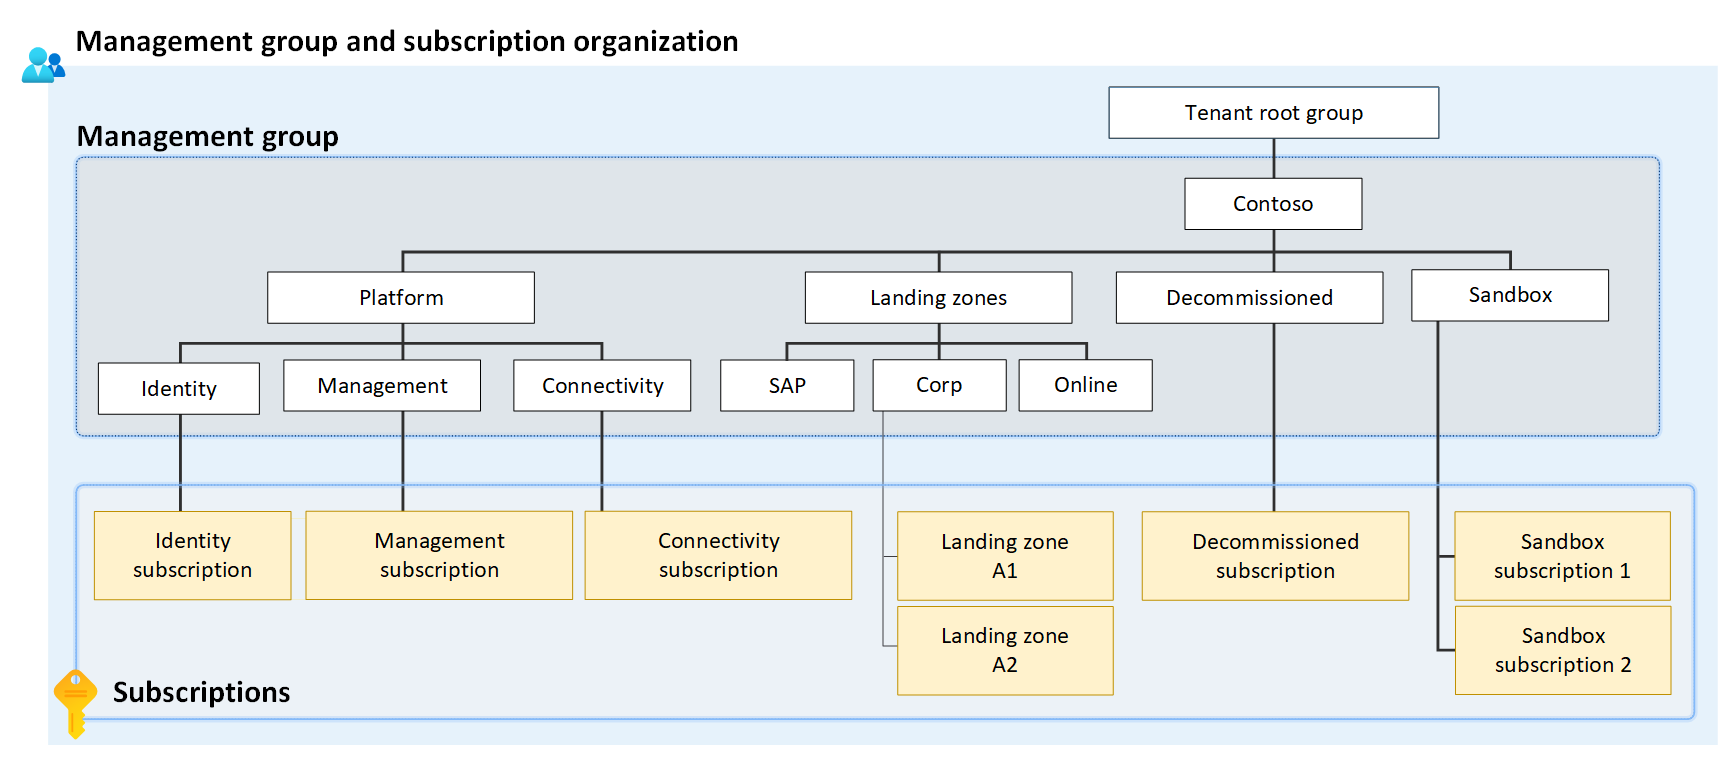 Management group and subscription organization
Tenant root group
Management group
Contoso
Platform
Landing zones
Decommissioned
Sandbox
Identity
Management
Connectivity
SAP
Corp
Online
Identity
subscription
Management
subscription
Connectivity
subscription
Landing zone
A1
Decommissioned
subscription
Sandbox
subscription 1
Landing zone
A2
Sandbox
subscription 2
Subscriptions